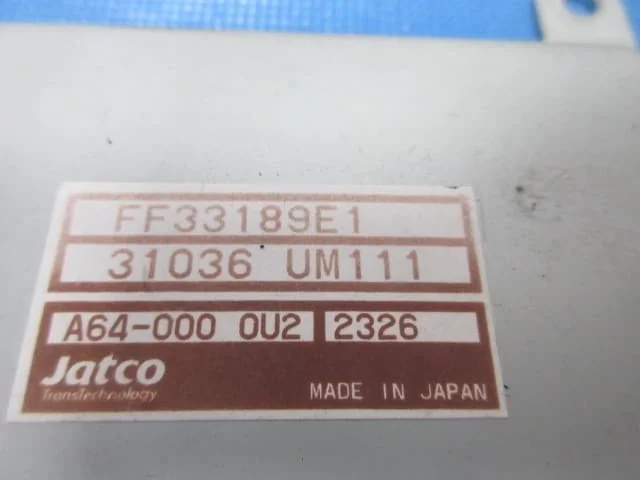 FF33189E1
31036 UM111
A64-000 0U2 2326
Jatco
TransTechnology
MADE IN JAPAN